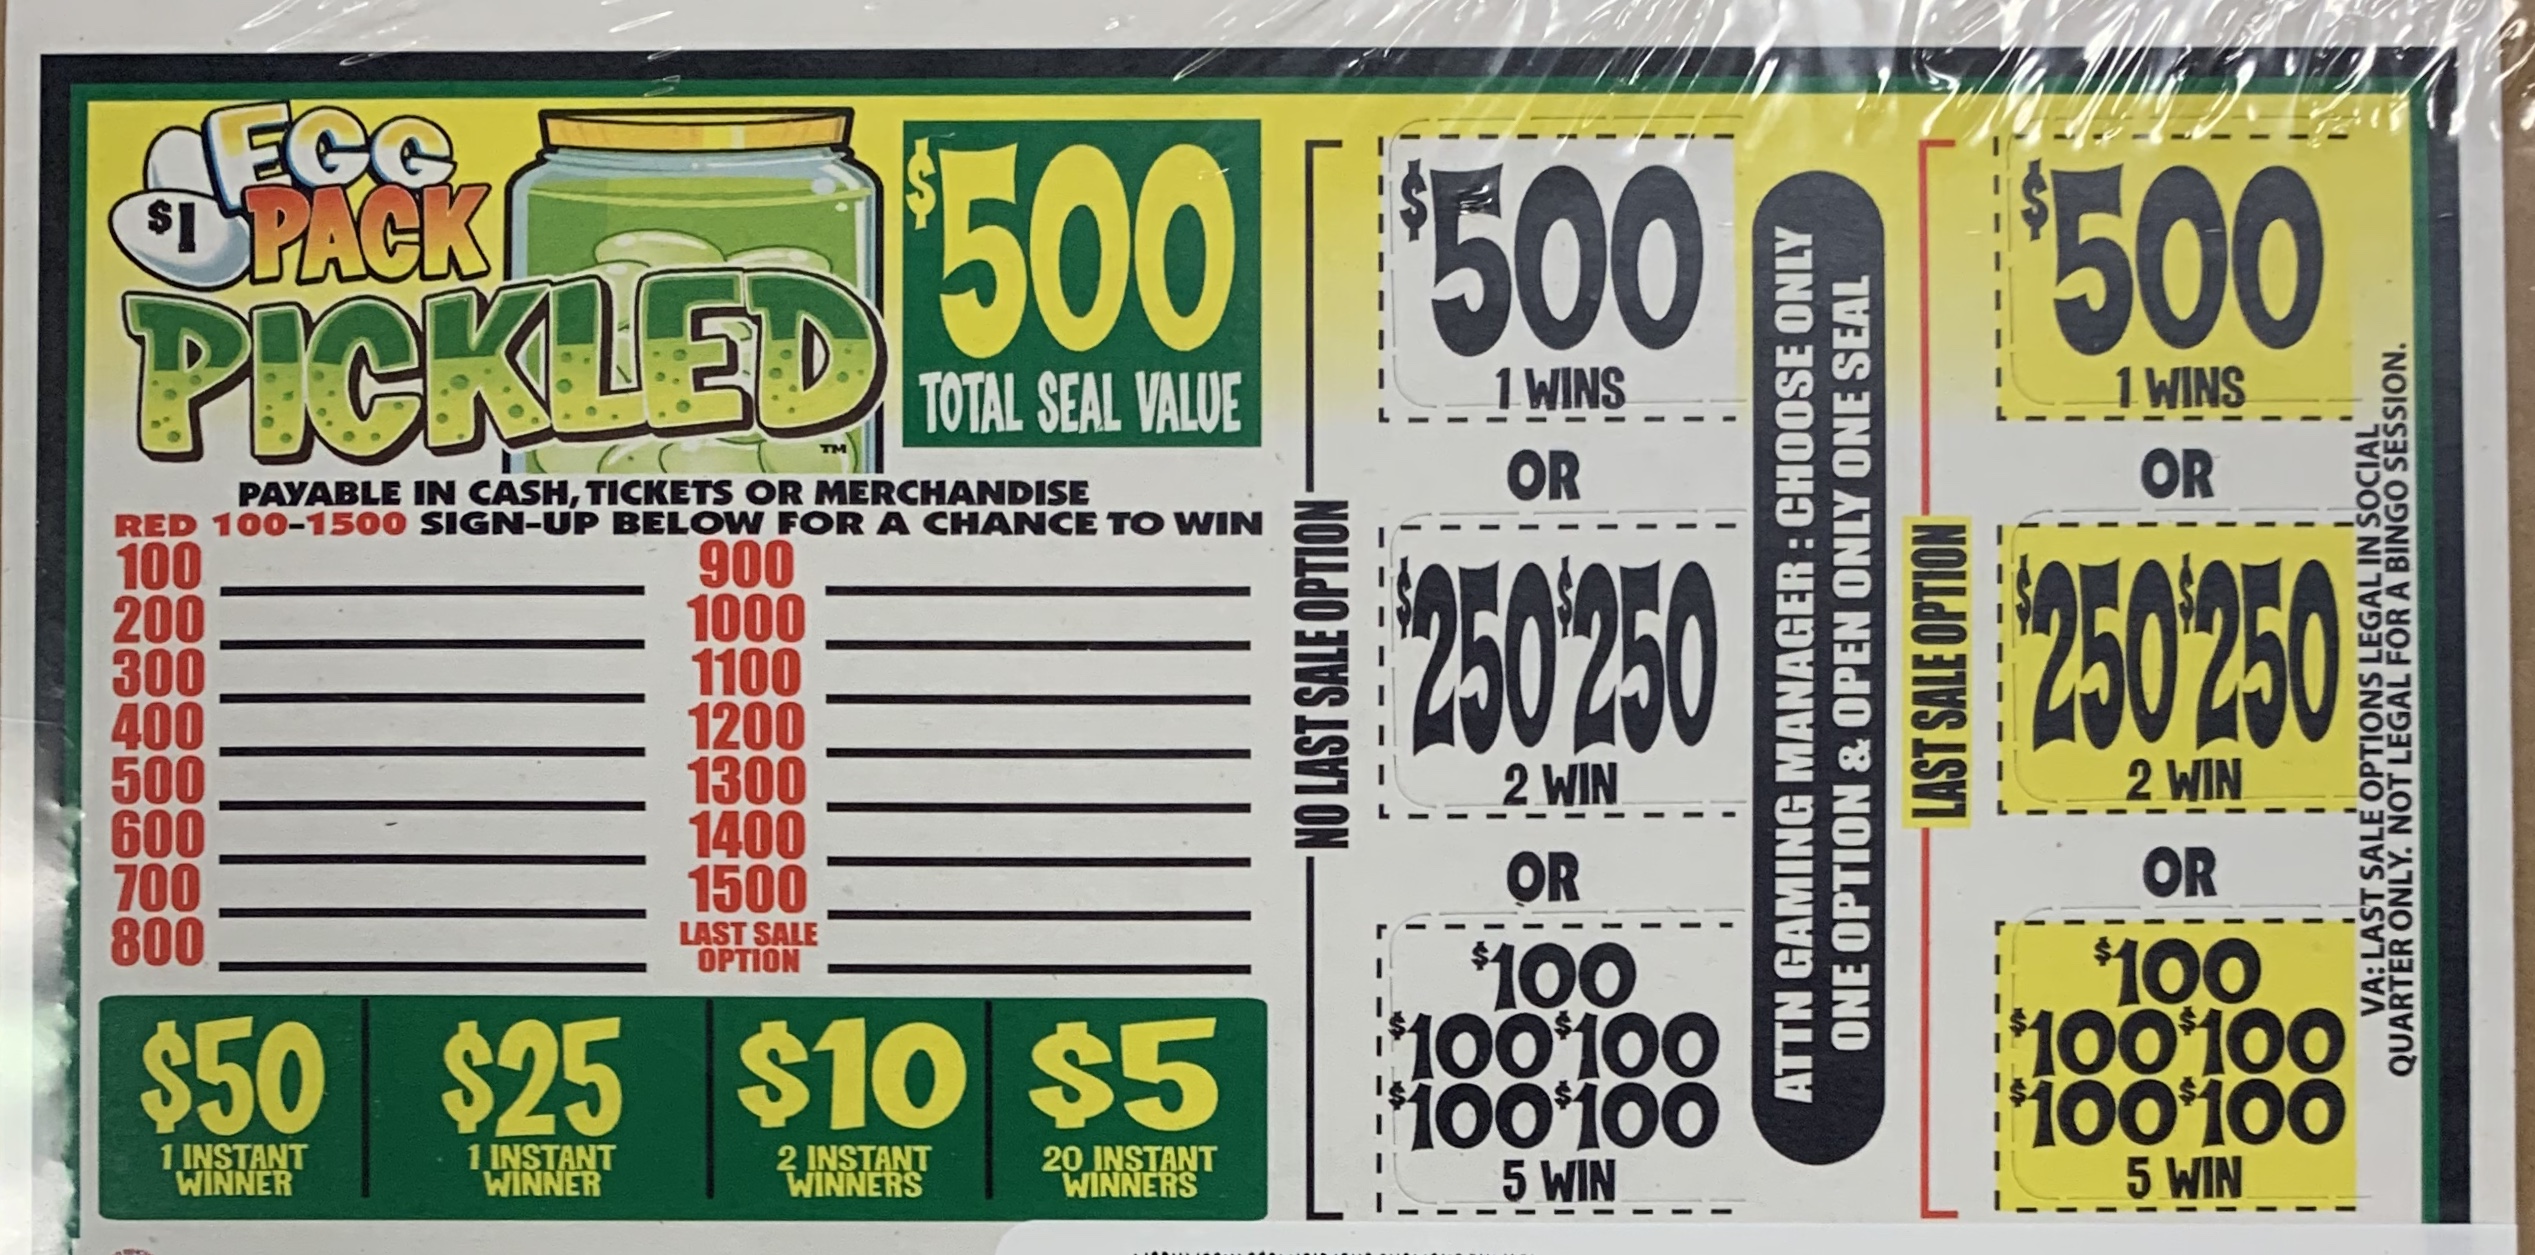 EGG
$1 PACK
PICKLED™
$500
TOTAL SEAL VALUE
PAYABLE IN CASH, TICKETS OR MERCHANDISE
RED 100-1500 SIGN-UP BELOW FOR A CHANCE TO WIN
100
200
300
400
500
600
700
800
900
1000
1100
1200
1300
1400
1500
LAST SALE
OPTION
$50
1 INSTANT
WINNER
$25
1 INSTANT
WINNER
$10
2 INSTANT
WINNERS
$5
20 INSTANT
WINNERS
NO LAST SALE OPTION
$500
1 WINS
OR
$250 $250
2 WIN
OR
$100
$100 $100
$100 $100
5 WIN
ATTN GAMING MANAGER: CHOOSE ONLY
ONE OPTION & OPEN ONLY ONE SEAL
LAST SALE OPTION
$500
1 WINS
OR
$250 $250
2 WIN
OR
$100
$100 $100
$100 $100
5 WIN
VA: LAST SALE OPTIONS LEGAL IN SOCIAL
QUARTER ONLY. NOT LEGAL FOR A BINGO SESSION.